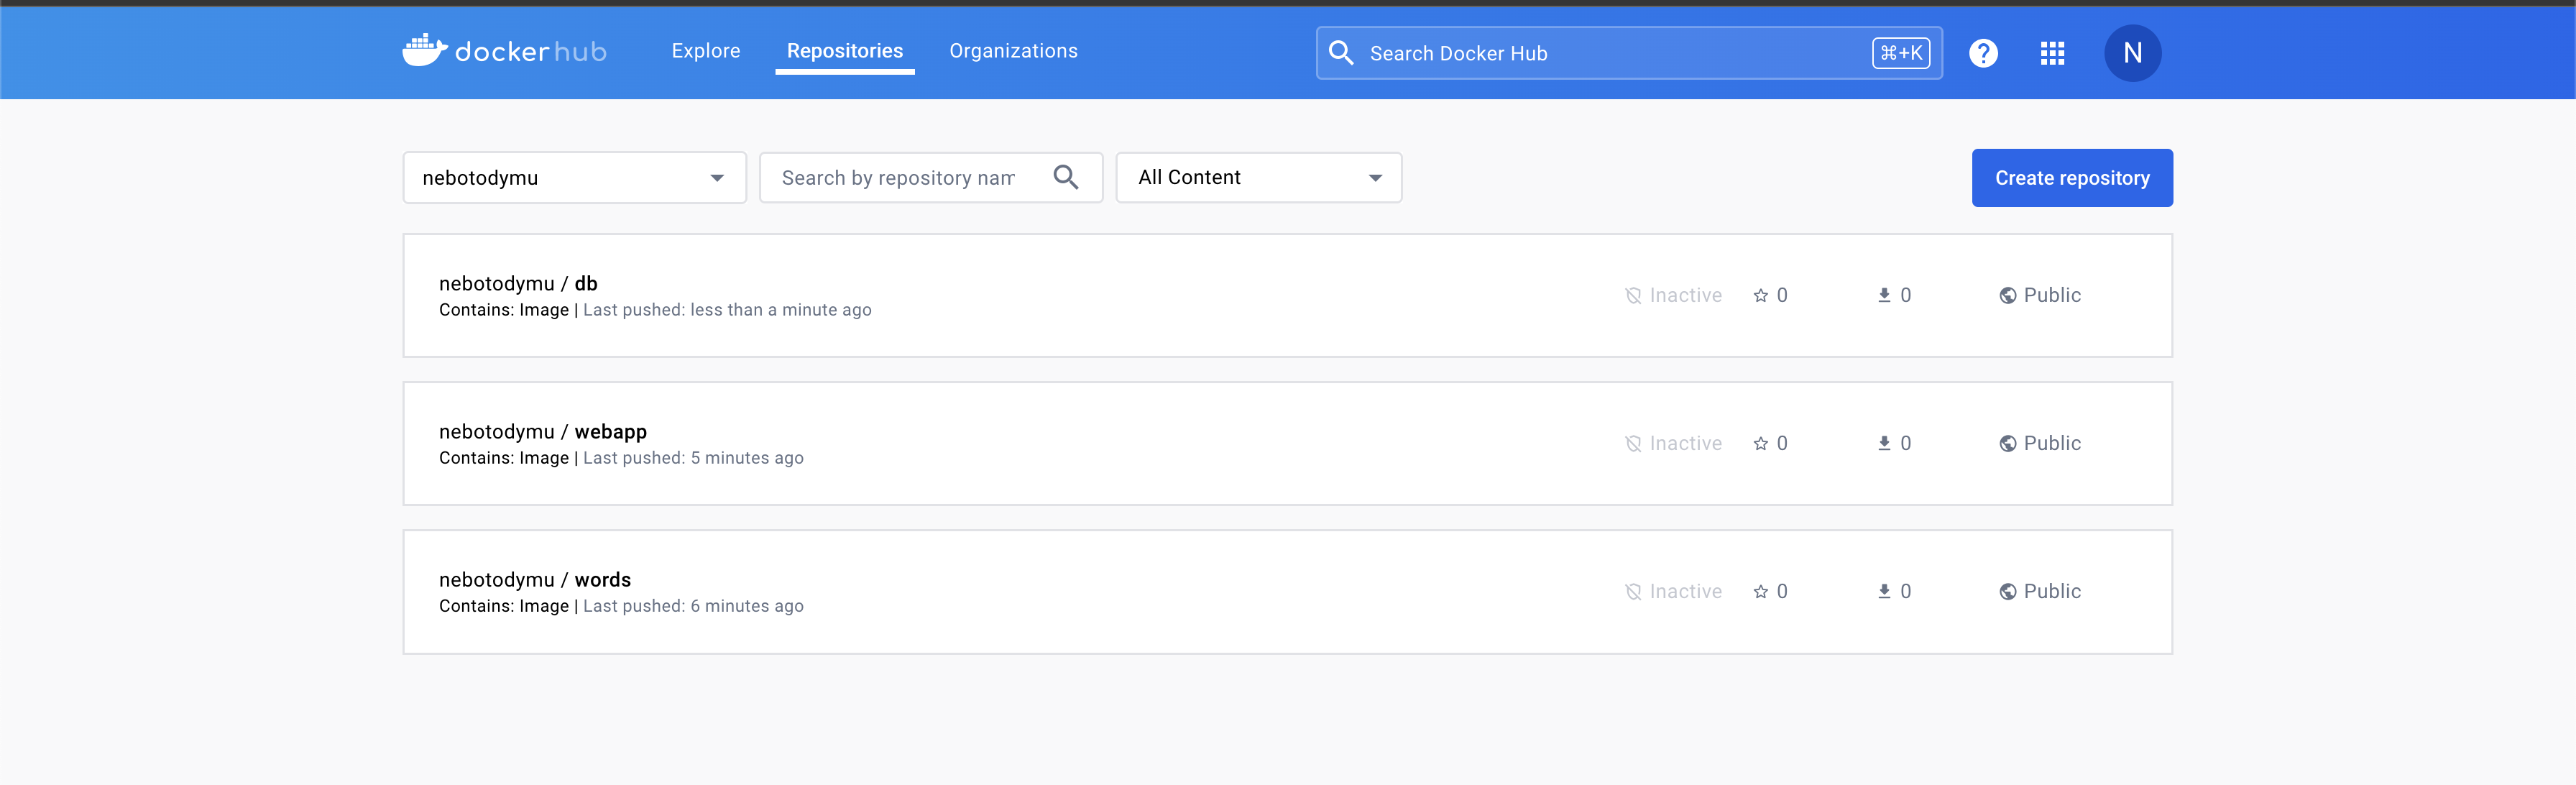 dockerhub Explore Repositories Organizations Search Docker Hub ⌘+K ? N
nebotodymu Search by repository nam All Content Create repository
nebotodymu / db
Contains: Image | Last pushed: less than a minute ago
Inactive 0 0 Public
nebotodymu / webapp
Contains: Image | Last pushed: 5 minutes ago
Inactive 0 0 Public
nebotodymu / words
Contains: Image | Last pushed: 6 minutes ago
Inactive 0 0 Public